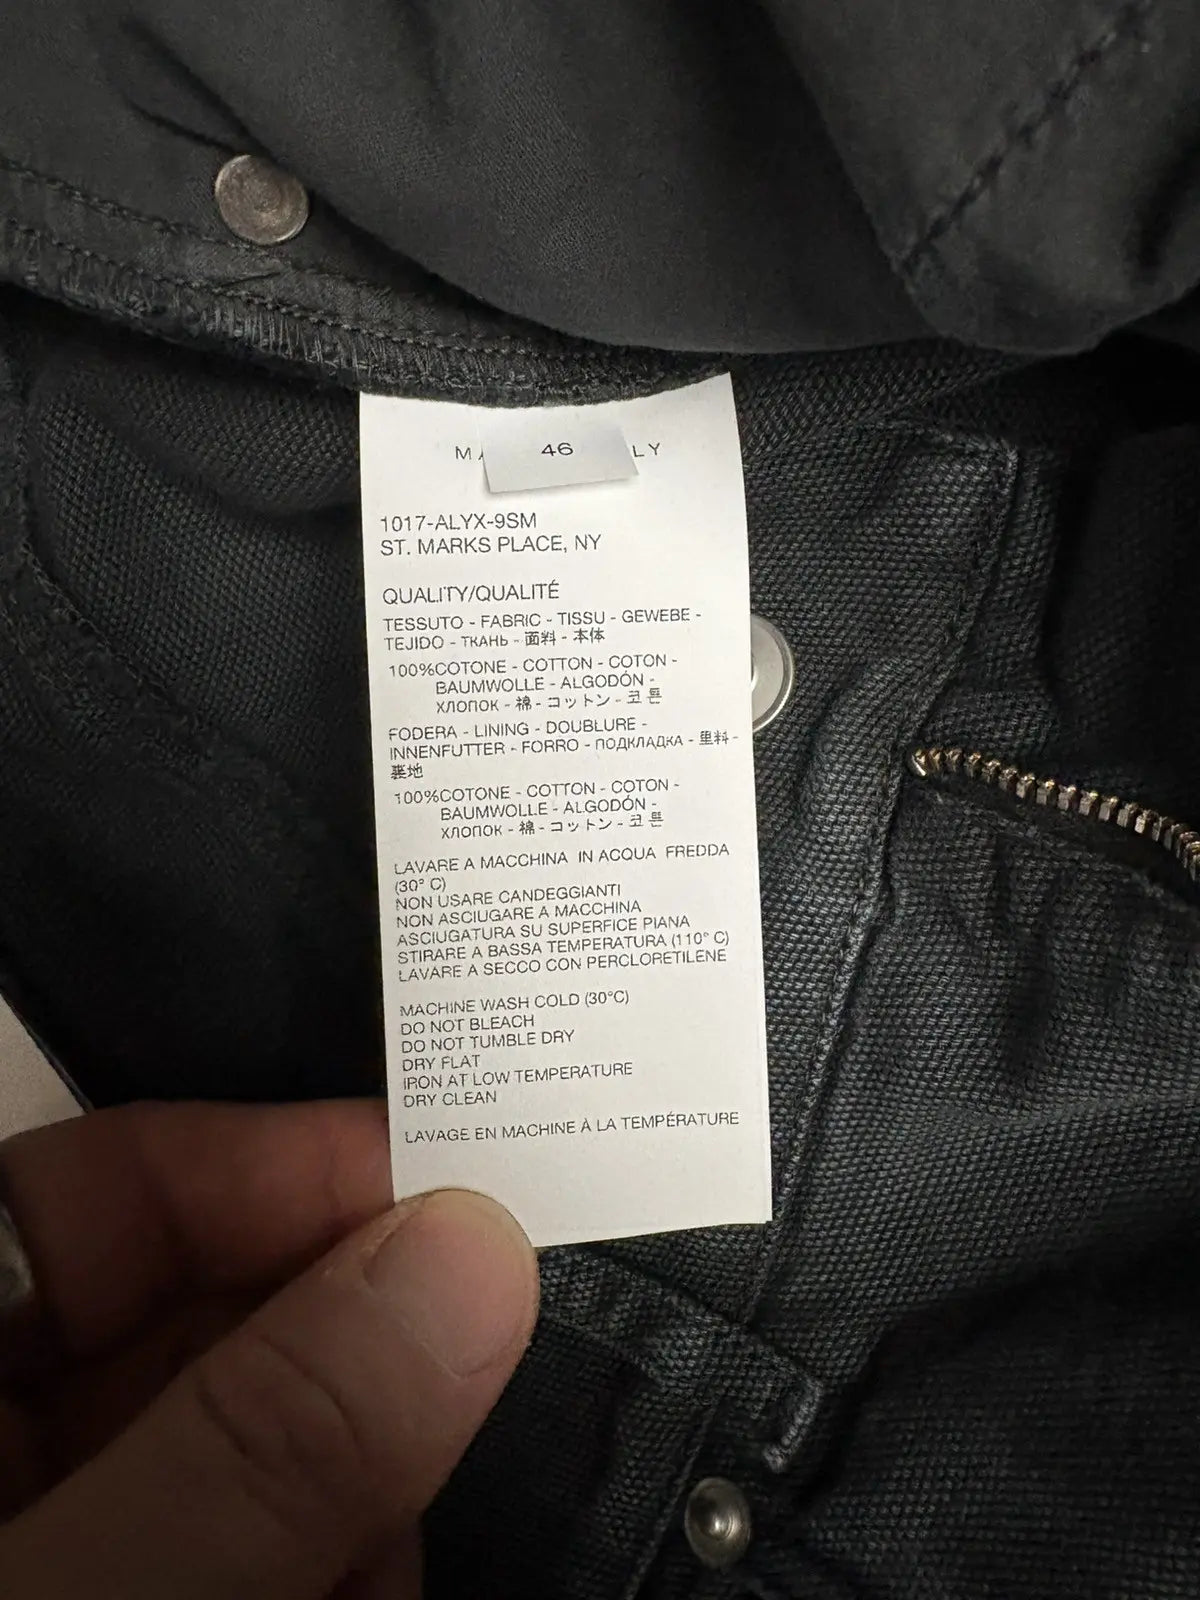 46
1017-ALYX-9SM
ST. MARKS PLACE, NY
QUALITY/QUALITÉ
TESSUTO - FABRIC - TISSU - GEWEBE -
TEJIDO - ТКАНЬ - 面料 - 本体
100%COTONE - COTTON - COTON -
BAUMWOLLE - ALGODÓN -
ХЛОПОК - 棉 - コットン - 코튼
FODERA - LINING - DOUBLURE -
INNENFUTTER - FORRO - ПОДКЛАДКА - 里料 -
裏地
100%COTONE - COTTON - COTON -
BAUMWOLLE - ALGODÓN -
ХЛОПОК - 棉 - コットン - 코튼
LAVARE A MACCHINA IN ACQUA FREDDA
(30° C)
NON USARE CANDEGGIANTI
NON ASCIUGARE A MACCHINA
ASCIUGATURA SU SUPERFICE PIANA
STIRARE A BASSA TEMPERATURA (110° C)
LAVARE A SECCO CON PERCLORETILENE
MACHINE WASH COLD (30°C)
DO NOT BLEACH
DO NOT TUMBLE DRY
DRY FLAT
IRON AT LOW TEMPERATURE
DRY CLEAN
LAVAGE EN MACHINE À LA TEMPÉRATURE